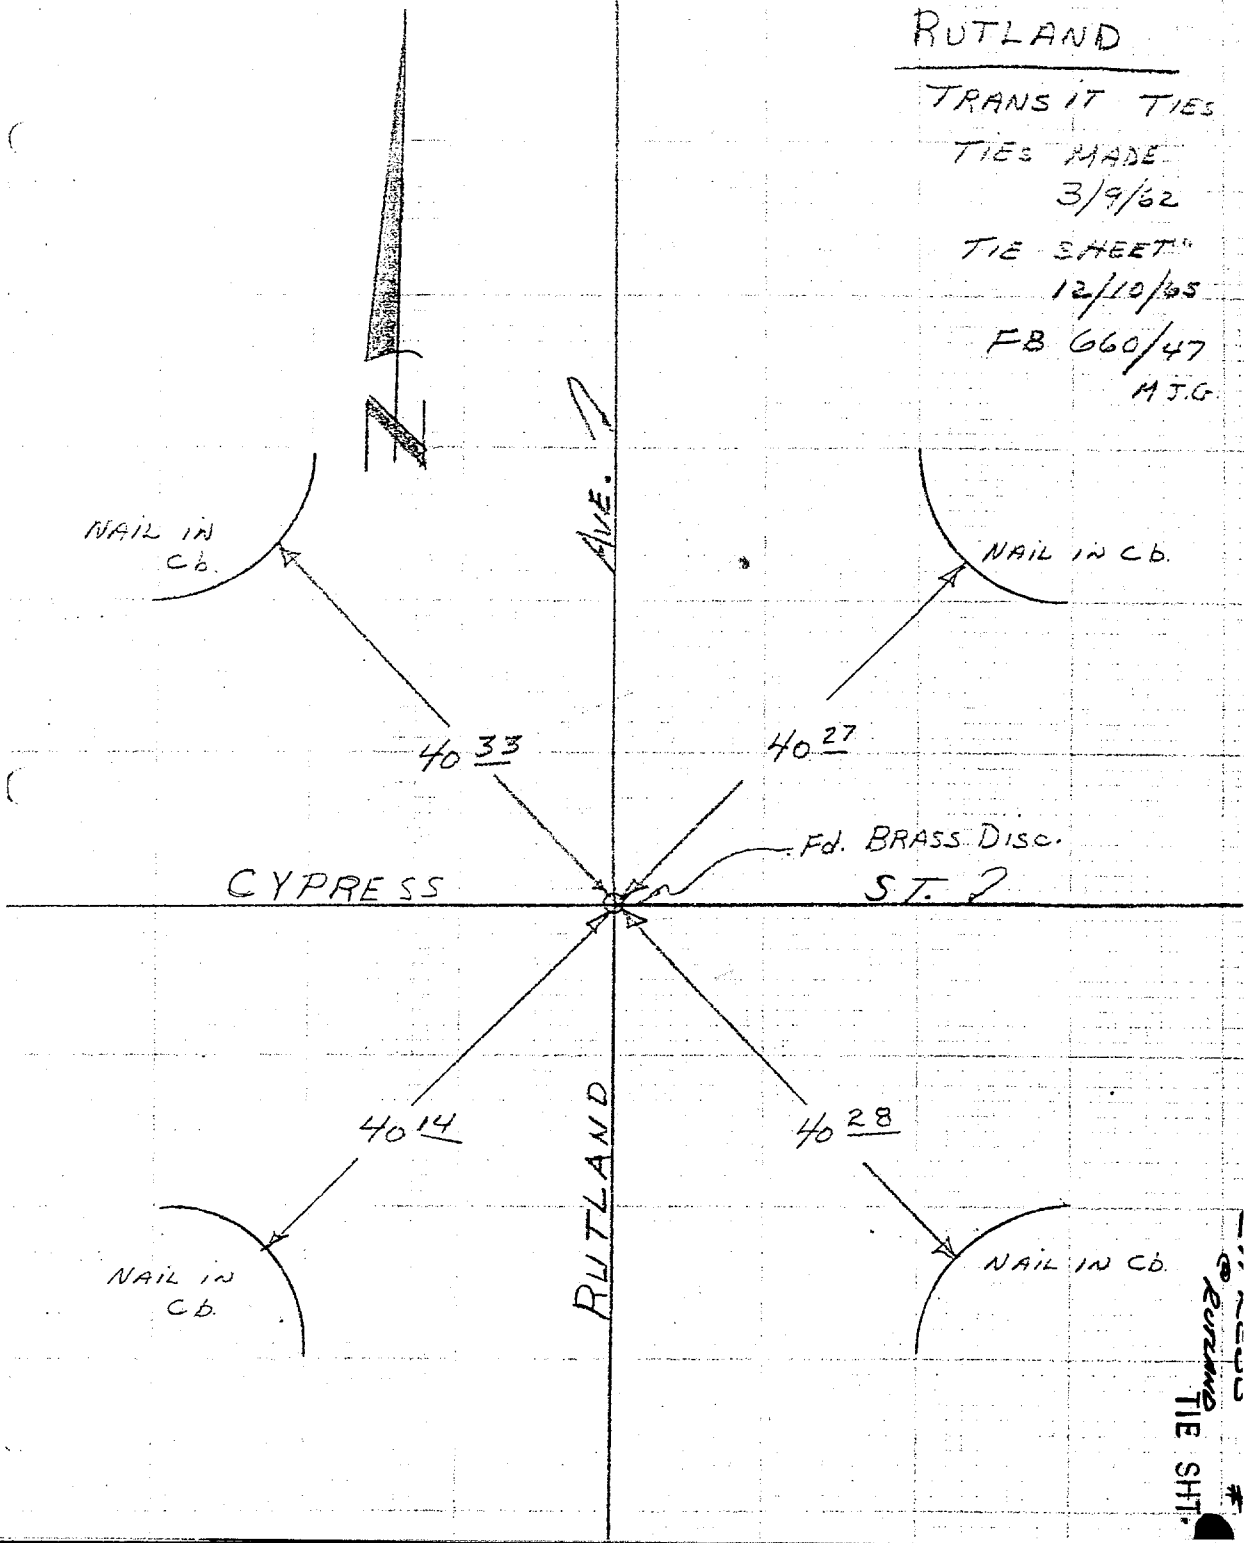 RUTLAND
TRANSIT TIES
TIES MADE
3/9/62
TIE SHEET
12/10/65
FB 660/47
M.J.G.
N
AVE.
NAIL IN
Cb.
NAIL IN Cb.
40 33
40 27
Fd. BRASS DISC.
CYPRESS
ST.
40 14
40 28
RUTLAND
NAIL IN
Cb.
NAIL IN Cb.
@ RUTLAND
TIE SHT.
#